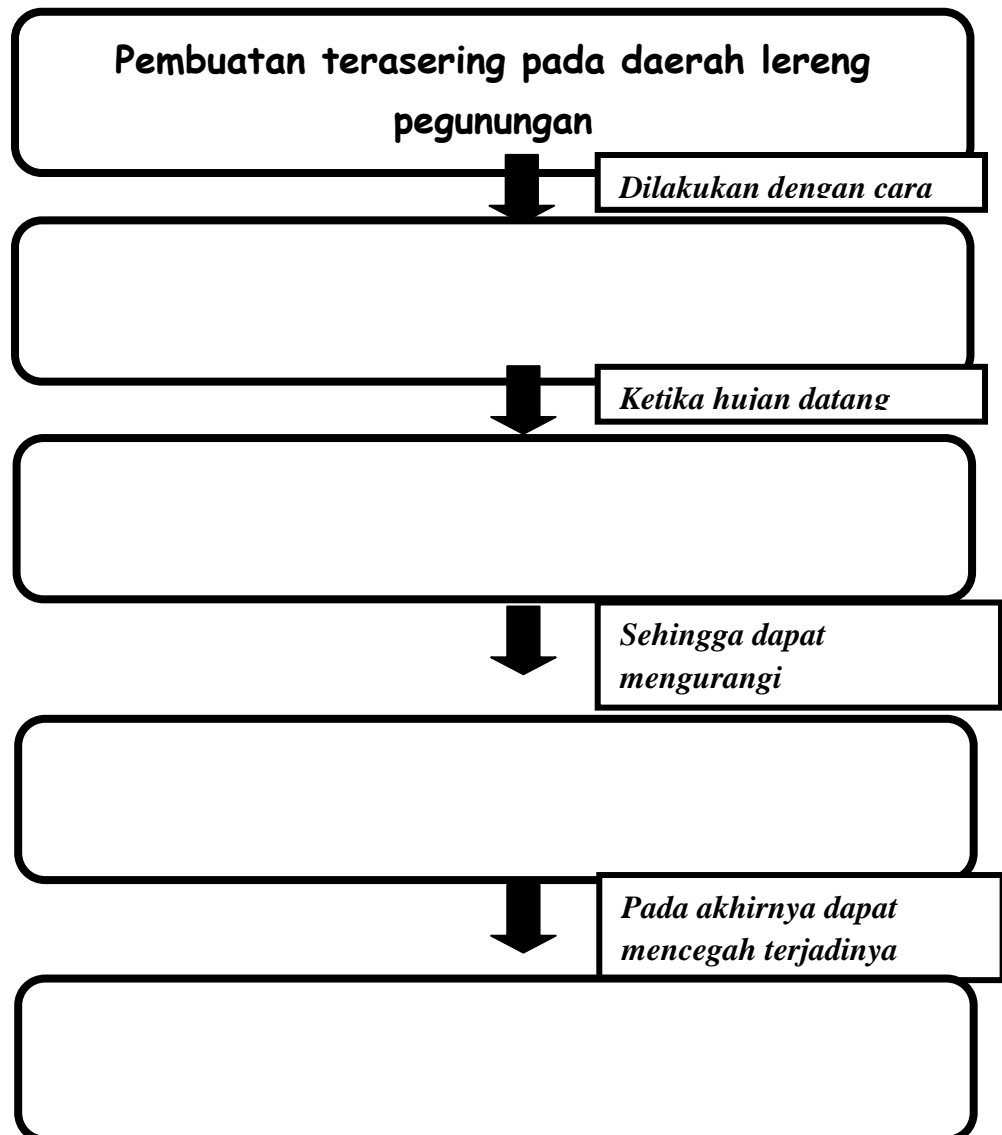 Pembuatan terasering pada daerah lereng
pegunungan
Dilakukan dengan cara
Ketika hujan datang
Sehingga dapat
mengurangi
Pada akhirnya dapat
mencegah terjadinya